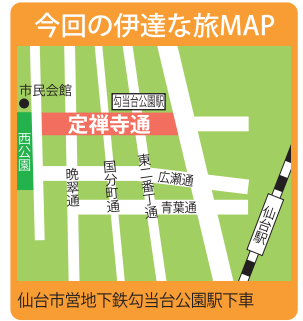 今回の伊達な旅MAP
市民会館
勾当台公園駅
定禅寺通
西公園
晩翠通
国分町通
東二番丁通
広瀬通
青葉通
仙台駅
仙台市営地下鉄勾当台公園駅下車